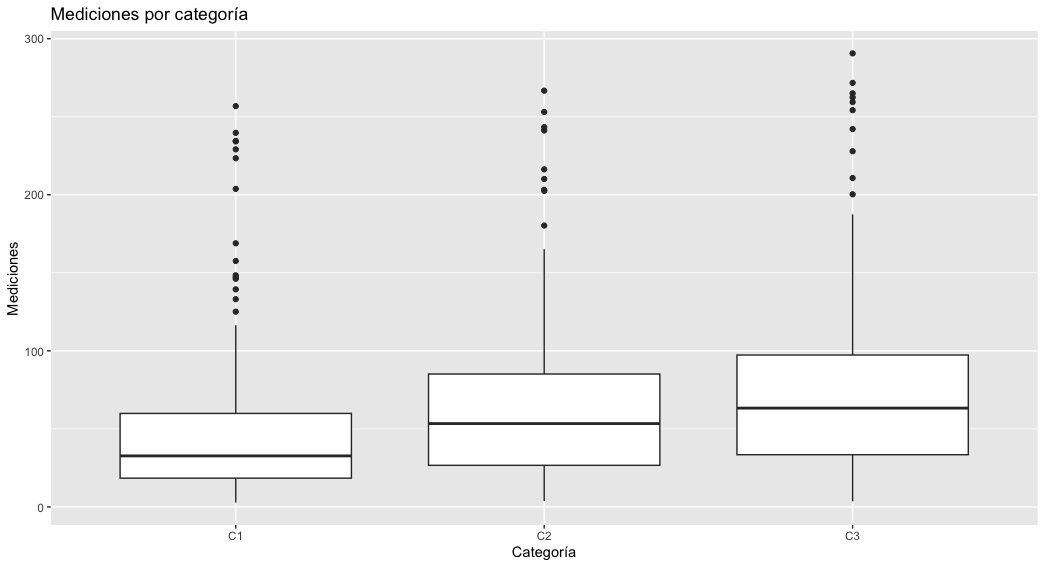 Mediciones por categoría
Mediciones
300
200
100
0
C1
C2
C3
Categoría